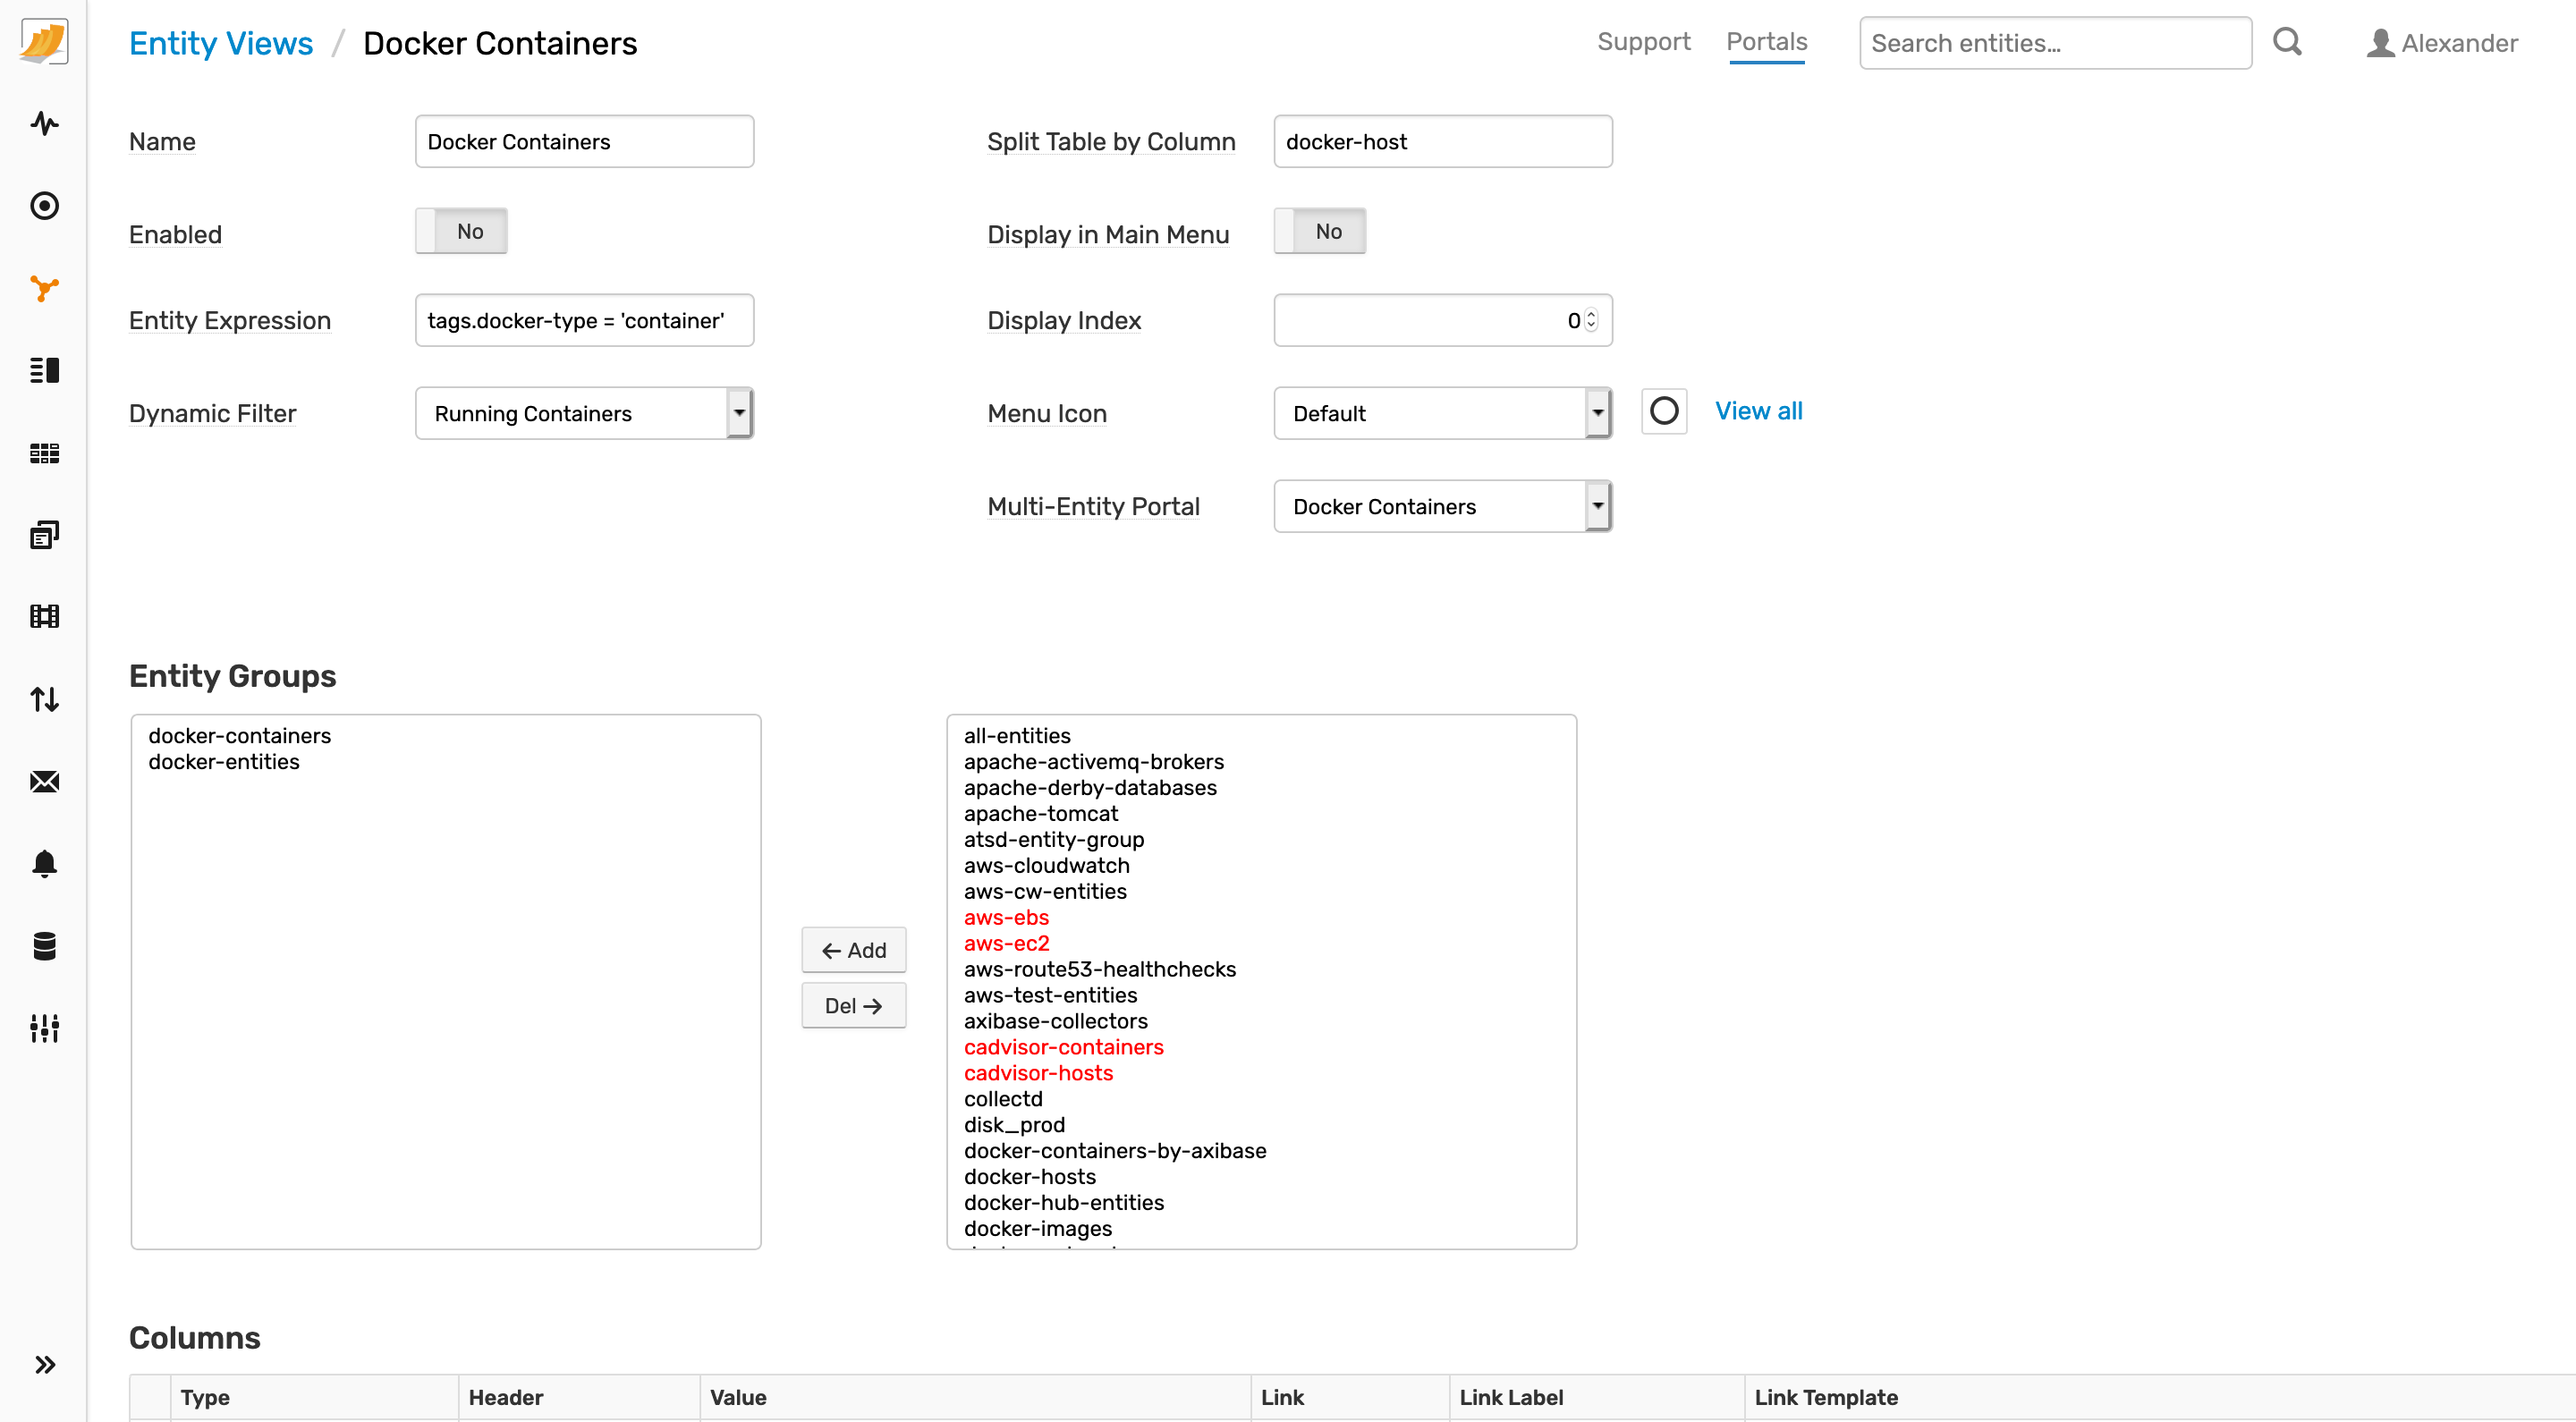 Entity Views / Docker Containers
Support Portals Search entities... Alexander
Name Docker Containers Split Table by Column docker-host
Enabled No Display in Main Menu No
Entity Expression tags.docker-type = 'container' Display Index 0
Dynamic Filter Running Containers Menu Icon Default View all
Multi-Entity Portal Docker Containers
Entity Groups
docker-containers
docker-entities
← Add
Del →
all-entities
apache-activemq-brokers
apache-derby-databases
apache-tomcat
atsd-entity-group
aws-cloudwatch
aws-cw-entities
aws-ebs
aws-ec2
aws-route53-healthchecks
aws-test-entities
axibase-collectors
cadvisor-containers
cadvisor-hosts
collectd
disk_prod
docker-containers-by-axibase
docker-hosts
docker-hub-entities
docker-images
Columns
Type Header Value Link Link Label Link Template